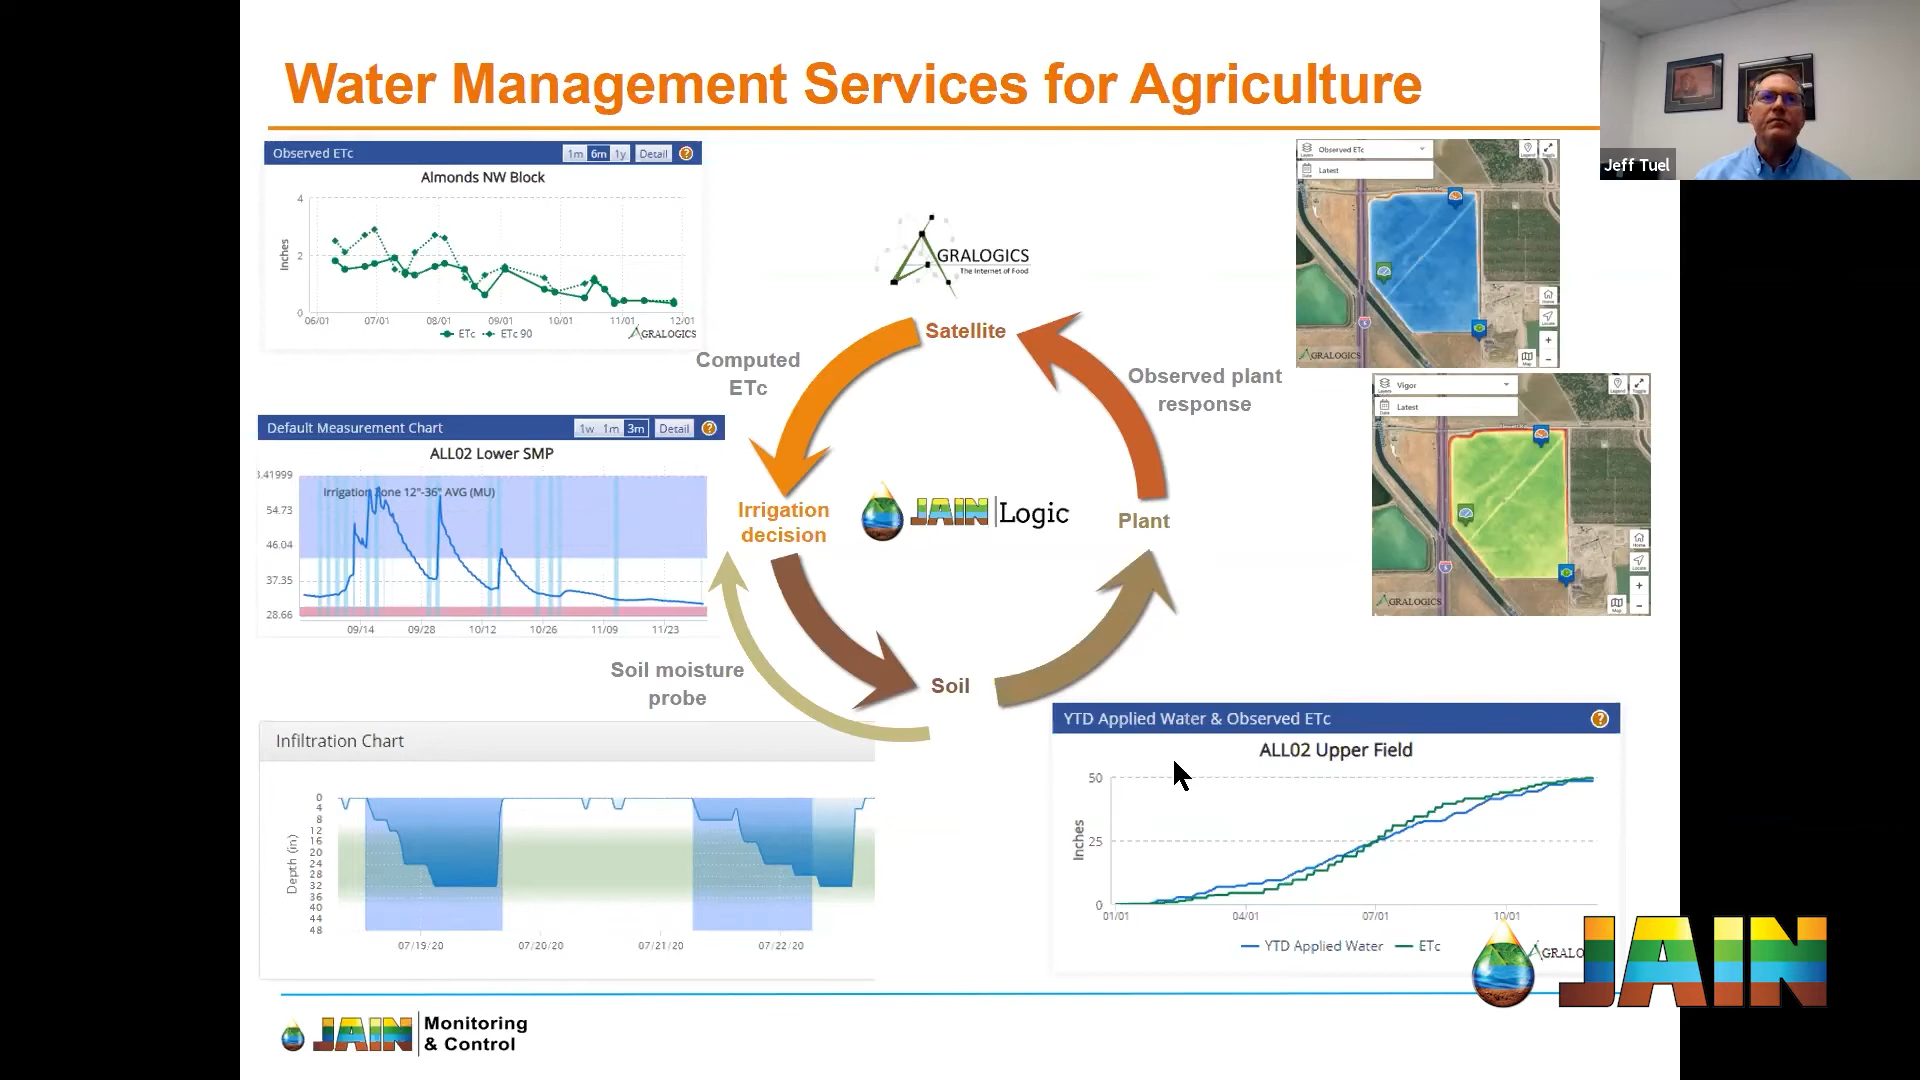 Water Management Services for Agriculture
Jeff Tuel
Observed ETc
1m 6m 1y Detail ?
Almonds NW Block
4
2
0
Inches
06/01 07/01 08/01 09/01 10/01 11/01 12/01
ETc ETc 90
AGRALOGICS
AGRALOGICS
The Internet of Food
Satellite
Computed
ETc
Observed plant
response
Irrigation
decision
JAIN Logic
Plant
Soil moisture
probe
Soil
Observed ETc
Latest
AGRALOGICS
Vigor
Latest
AGRALOGICS
Default Measurement Chart
1w 1m 3m Detail ?
ALL02 Lower SMP
Irrigation Zone 12"-36" AVG (MU)
3.41999
54.73
46.04
37.35
28.66
09/14 09/28 10/12 10/26 11/09 11/23
Infiltration Chart
Depth (in)
0
4
8
12
16
20
24
28
32
36
40
44
48
07/19/20 07/20/20 07/21/20 07/22/20
YTD Applied Water & Observed ETc ?
ALL02 Upper Field
50
25
0
Inches
01/01 04/01 07/01 10/01
YTD Applied Water ETc
AGRALO
JAIN
JAIN
Monitoring
& Control